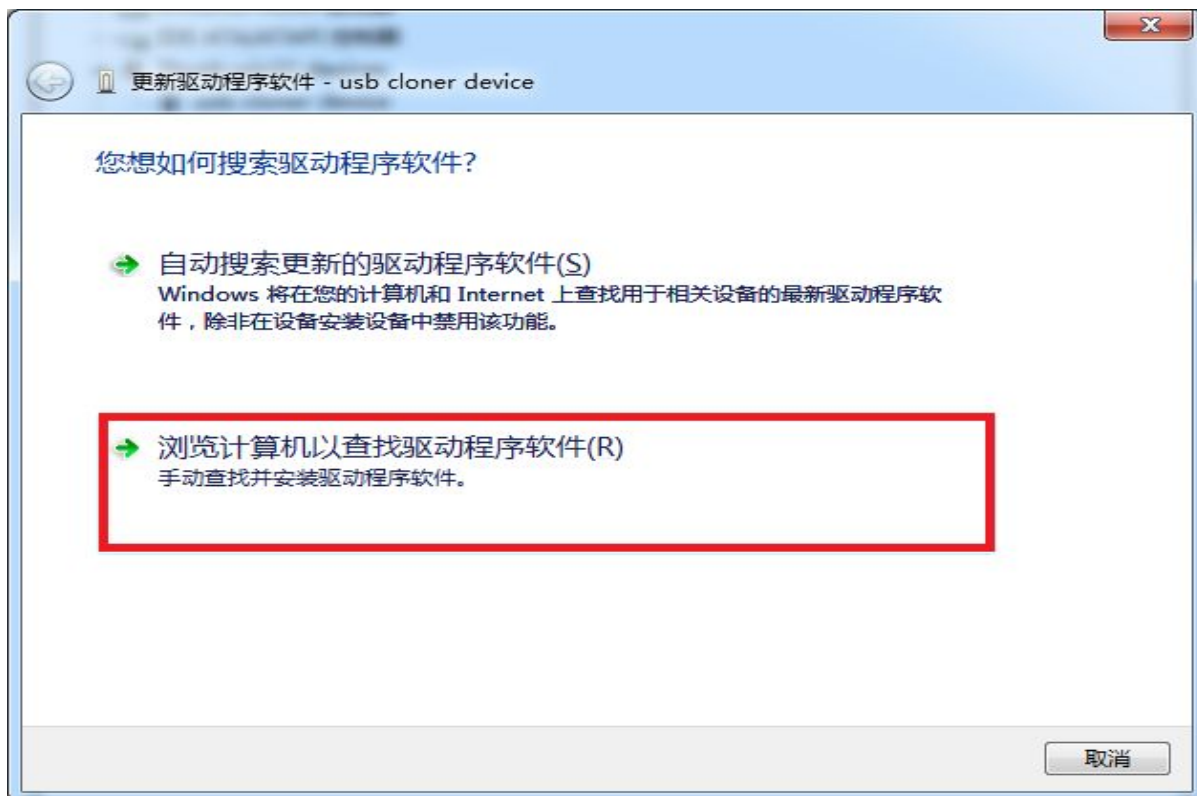 更新驱动程序软件 - usb cloner device
您想如何搜索驱动程序软件?
自动搜索更新的驱动程序软件(S)
Windows 将在您的计算机和 Internet 上查找用于相关设备的最新驱动程序软
件，除非在设备安装设备中禁用该功能。
浏览计算机以查找驱动程序软件(R)
手动查找并安装驱动程序软件。
取消